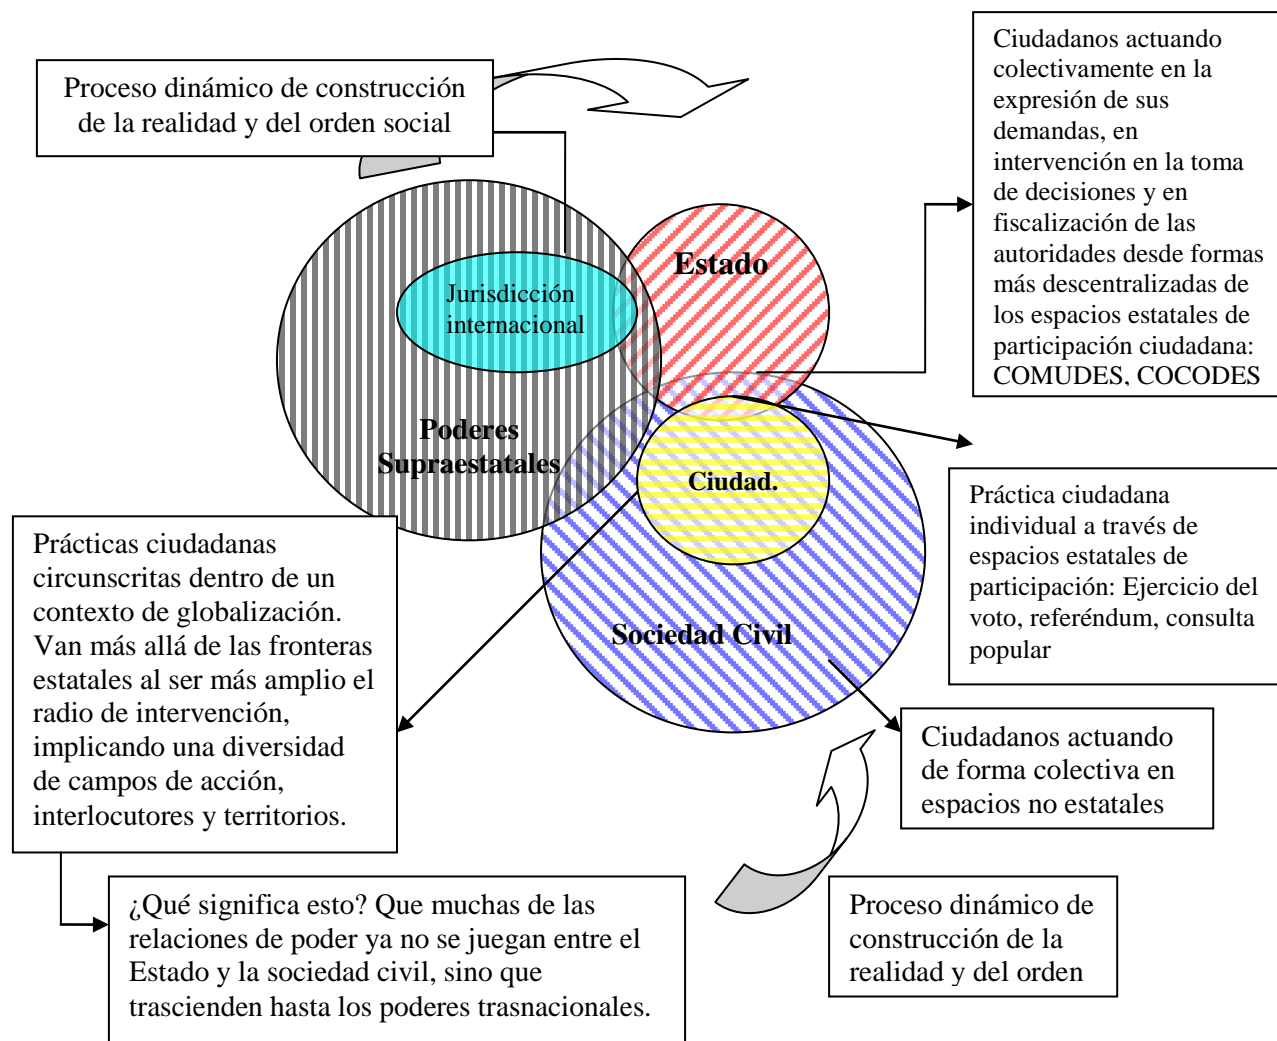 Proceso dinámico de construcción
de la realidad y del orden social
Ciudadanos actuando
colectivamente en la
expresión de sus
demandas, en
intervención en la toma
de decisiones y en
fiscalización de las
autoridades desde formas
más descentralizadas de
los espacios estatales de
participación ciudadana:
COMUDES, COCODES
Estado
Jurisdicción
internacional
Poderes
Supraestatales
Ciudad.
Sociedad Civil
Práctica ciudadana
individual a través de
espacios estatales de
participación: Ejercicio del
voto, referéndum, consulta
popular
Prácticas ciudadanas
circunscritas dentro de un
contexto de globalización.
Van más allá de las fronteras
estatales al ser más amplio el
radio de intervención,
implicando una diversidad
de campos de acción,
interlocutores y territorios.
Ciudadanos actuando
de forma colectiva en
espacios no estatales
¿Qué significa esto? Que muchas de las
relaciones de poder ya no se juegan entre el
Estado y la sociedad civil, sino que
trascienden hasta los poderes trasnacionales.
Proceso dinámico de
construcción de la
realidad y del orden